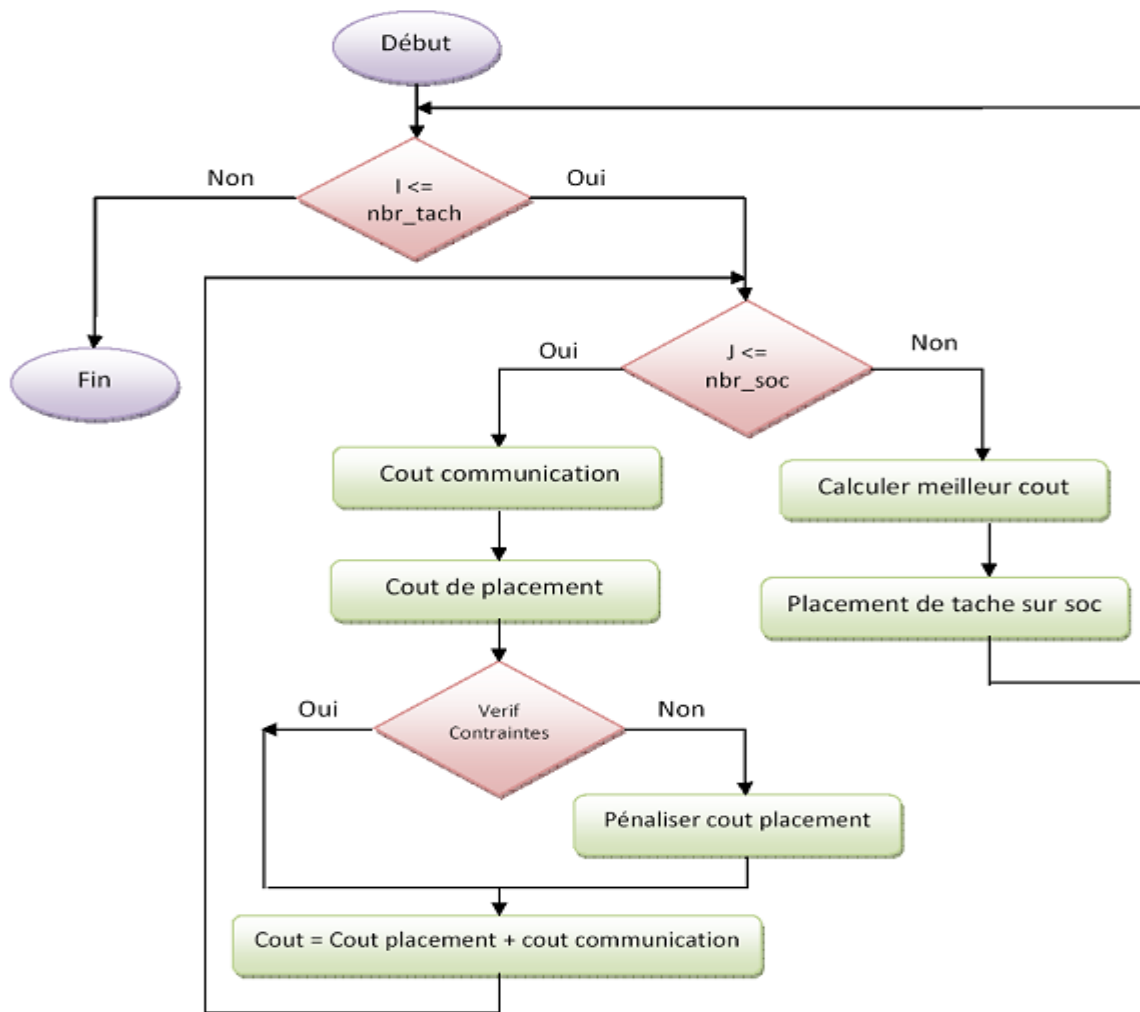 Début
Non
I <=
nbr_tach
Oui
Fin
Oui
J <=
nbr_soc
Non
Cout communication
Calculer meilleur cout
Cout de placement
Placement de tache sur soc
Oui
Verif
Contraintes
Non
Pénaliser cout placement
Cout = Cout placement + cout communication